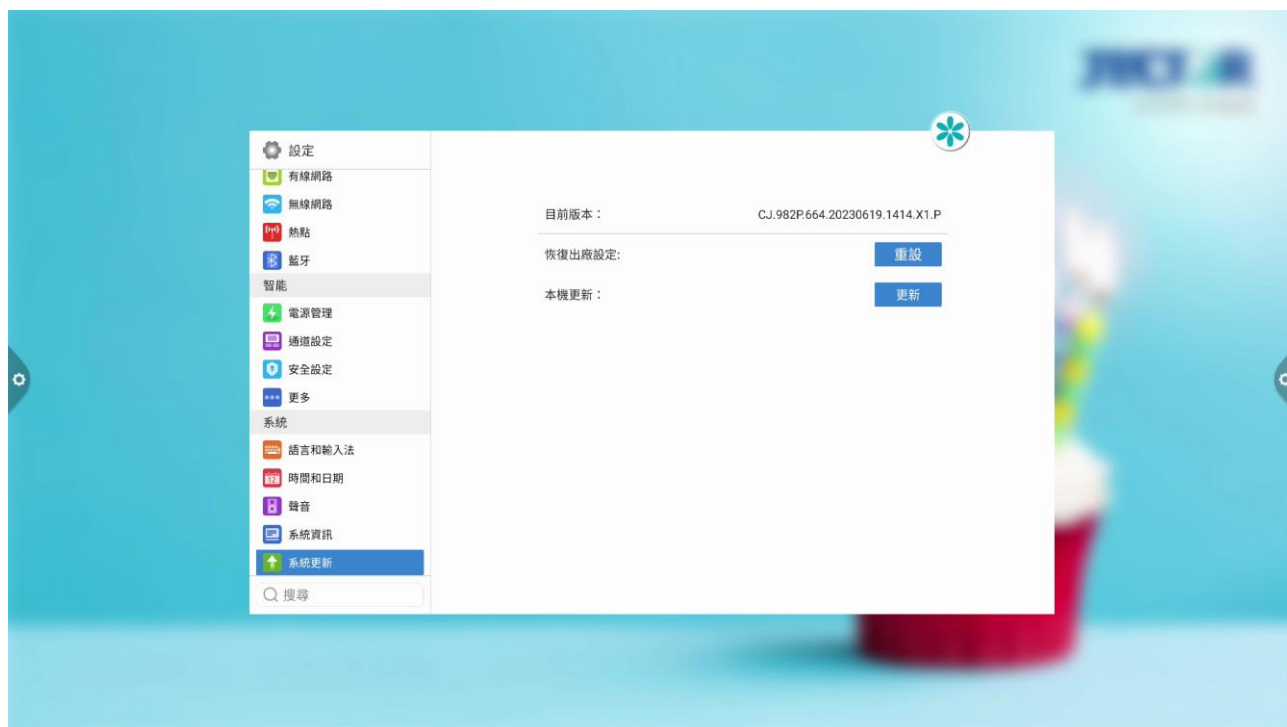 設定
有線網路
無線網路
熱點
藍牙
智能
電源管理
通道設定
安全設定
更多
系統
語言和輸入法
時間和日期
聲音
系統資訊
系統更新
搜尋
目前版本： CJ.982P.664.20230619.1414.X1.P
恢復出廠設定: 重設
本機更新： 更新